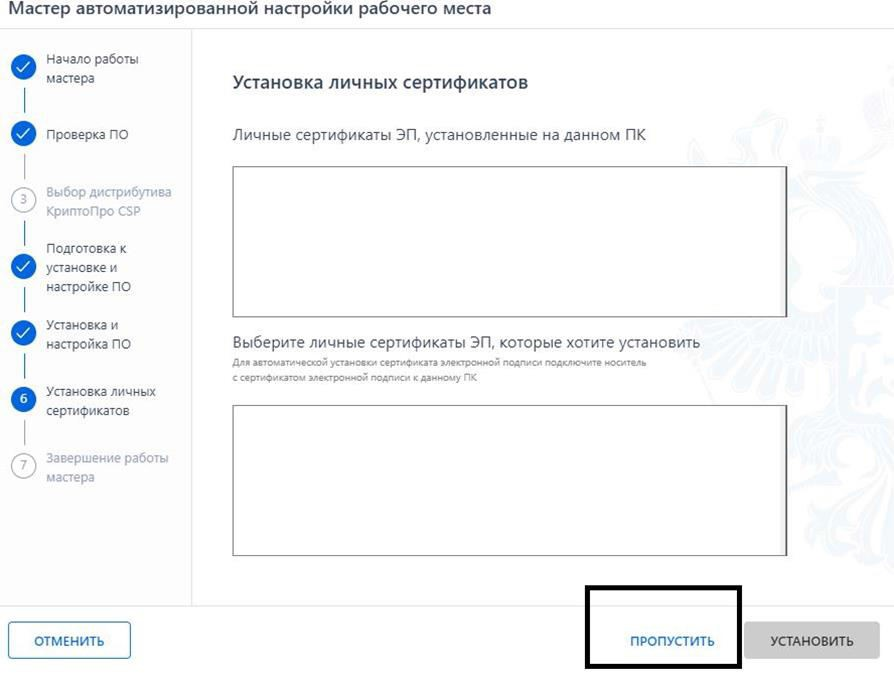 Мастер автоматизированной настройки рабочего места
Начало работы
мастера
Проверка ПО
3
Выбор дистрибутива
КриптоПро CSP
Подготовка к
установке и
настройке ПО
Установка и
настройка ПО
6
Установка личных
сертификатов
7
Завершение работы
мастера
Установка личных сертификатов
Личные сертификаты ЭП, установленные на данном ПК
Выберите личные сертификаты ЭП, которые хотите установить
Для автоматической установки сертификата электронной подписи подключите носитель
с сертификатом электронной подписи к данному ПК
ОТМЕНИТЬ
ПРОПУСТИТЬ
УСТАНОВИТЬ